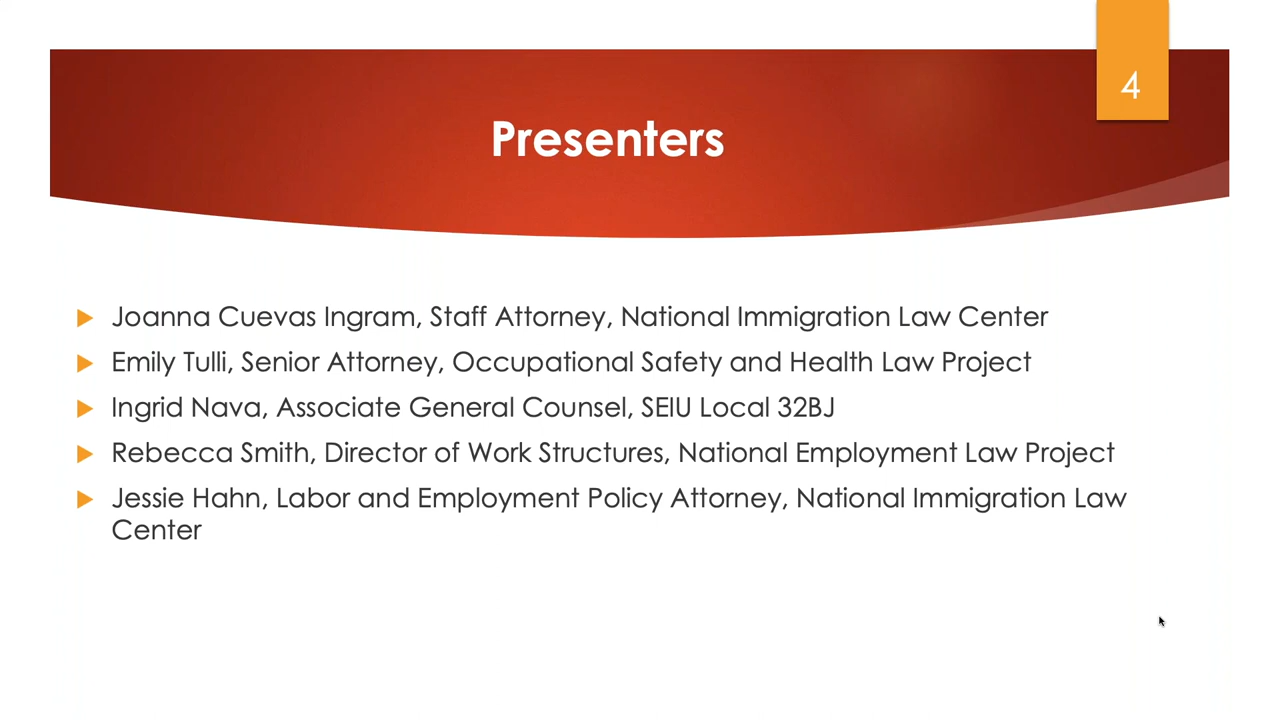 4
Presenters
Joanna Cuevas Ingram, Staff Attorney, National Immigration Law Center
Emily Tulli, Senior Attorney, Occupational Safety and Health Law Project
Ingrid Nava, Associate General Counsel, SEIU Local 32BJ
Rebecca Smith, Director of Work Structures, National Employment Law Project
Jessie Hahn, Labor and Employment Policy Attorney, National Immigration Law
Center